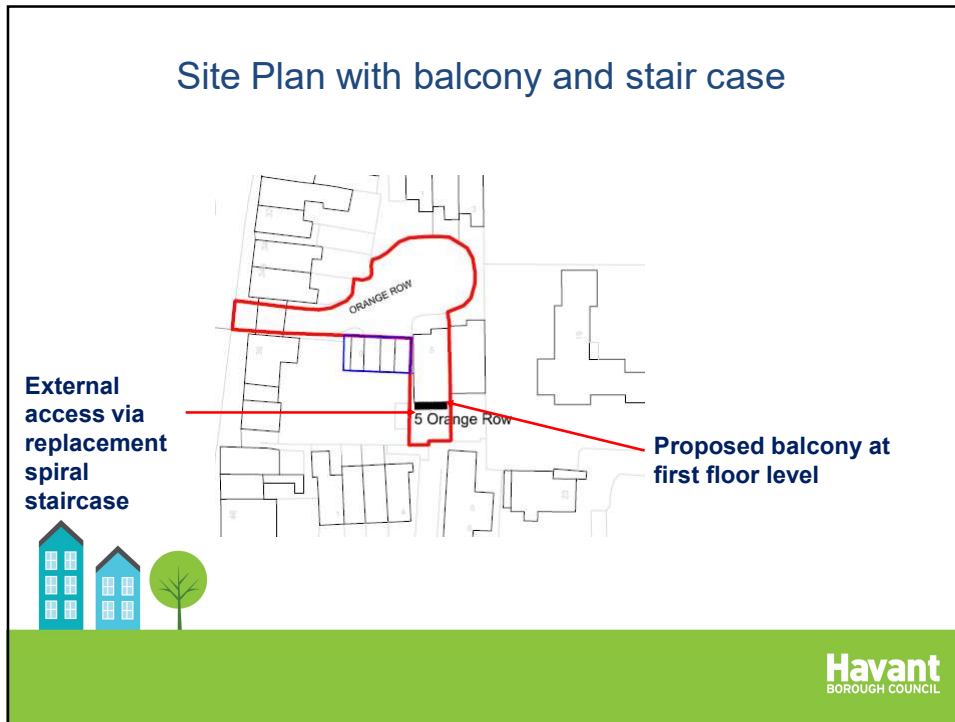 Site Plan with balcony and stair case
ORANGE ROW
External
access via
replacement
spiral
staircase
5 Orange Row
Proposed balcony at
first floor level
Havant
BOROUGH COUNCIL